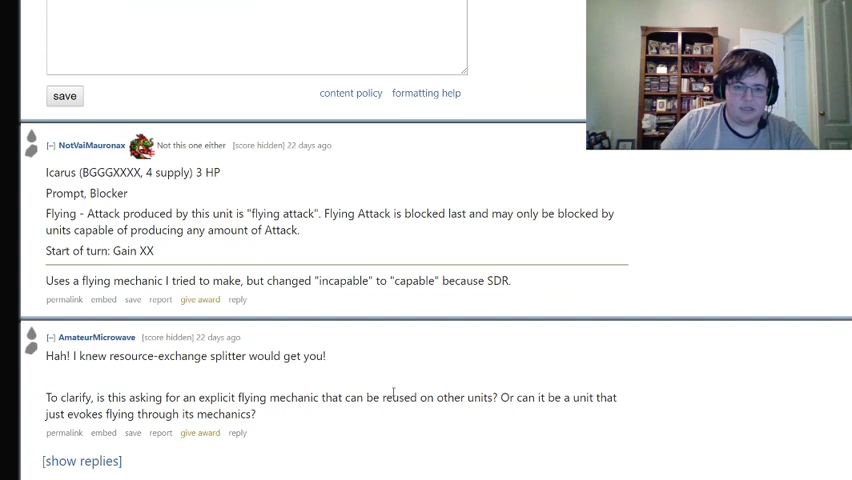 save
content policy
formatting help
[–] NotVaiMauronax Not this one either [score hidden] 22 days ago
Icarus (BGGGXXXX, 4 supply) 3 HP
Prompt, Blocker
Flying - Attack produced by this unit is "flying attack". Flying Attack is blocked last and may only be blocked by
units capable of producing any amount of Attack.
Start of turn: Gain XX
Uses a flying mechanic I tried to make, but changed "incapable" to "capable" because SDR.
permalink embed save report give award reply
[–] AmateurMicrowave [score hidden] 22 days ago
Hah! I knew resource-exchange splitter would get you!
To clarify, is this asking for an explicit flying mechanic that can be reused on other units? Or can it be a unit that
just evokes flying through its mechanics?
permalink embed save report give award reply
[show replies]